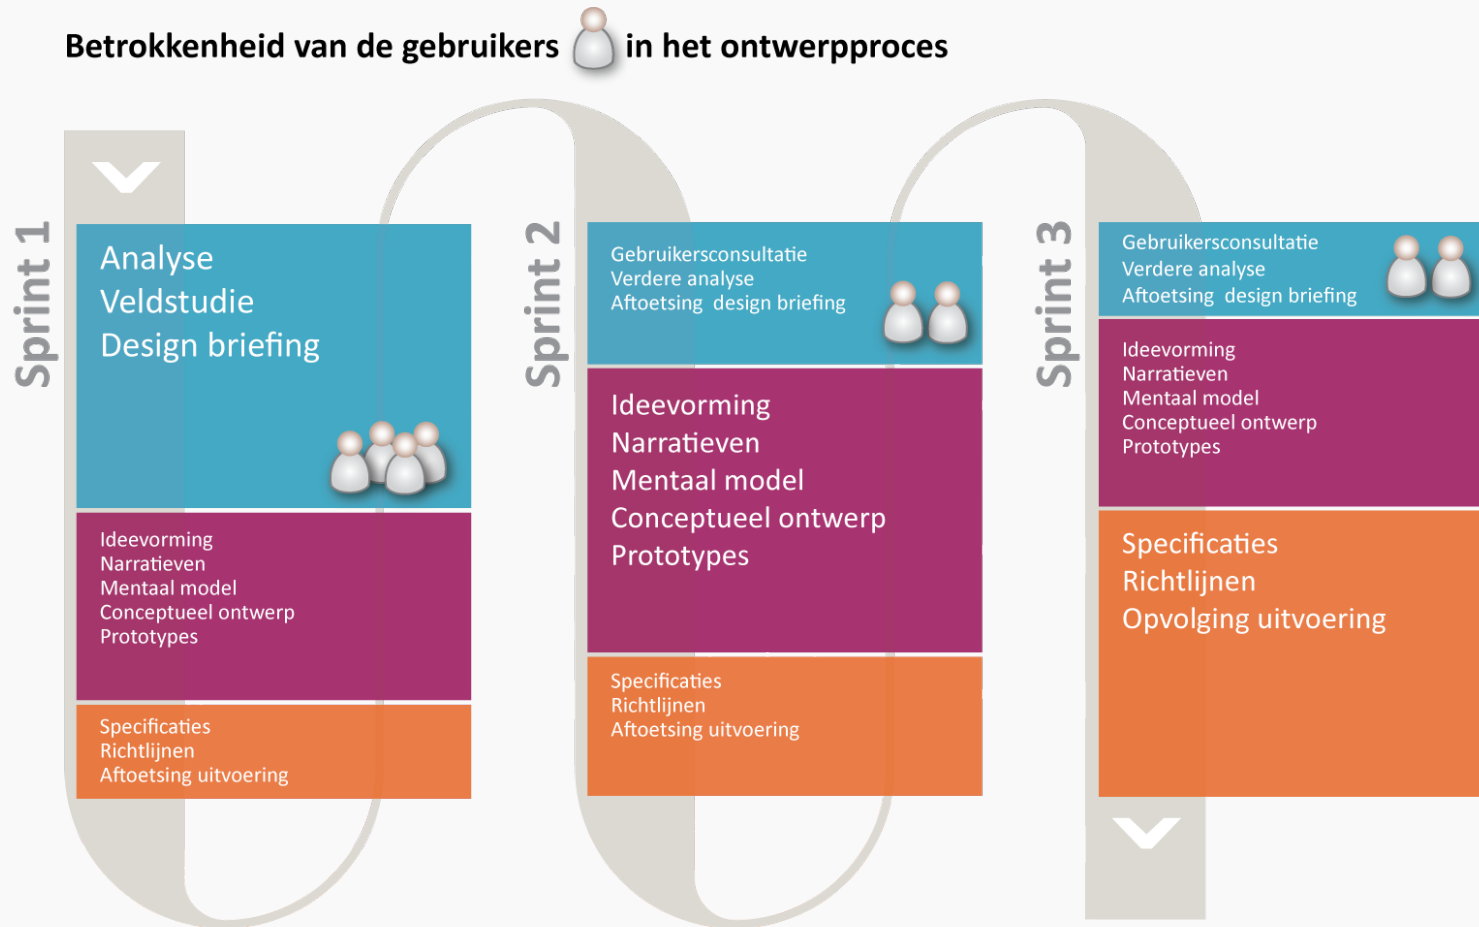 Betrokkenheid van de gebruikers in het ontwerpproces
Sprint 1
Analyse
Veldstudie
Design briefing
Ideevorming
Narratieven
Mentaal model
Conceptueel ontwerp
Prototypes
Specificaties
Richtlijnen
Aftoetsing uitvoering
Sprint 2
Gebruikersconsultatie
Verdere analyse
Aftoetsing design briefing
Ideevorming
Narratieven
Mentaal model
Conceptueel ontwerp
Prototypes
Specificaties
Richtlijnen
Aftoetsing uitvoering
Sprint 3
Gebruikersconsultatie
Verdere analyse
Aftoetsing design briefing
Ideevorming
Narratieven
Mentaal model
Conceptueel ontwerp
Prototypes
Specificaties
Richtlijnen
Opvolging uitvoering